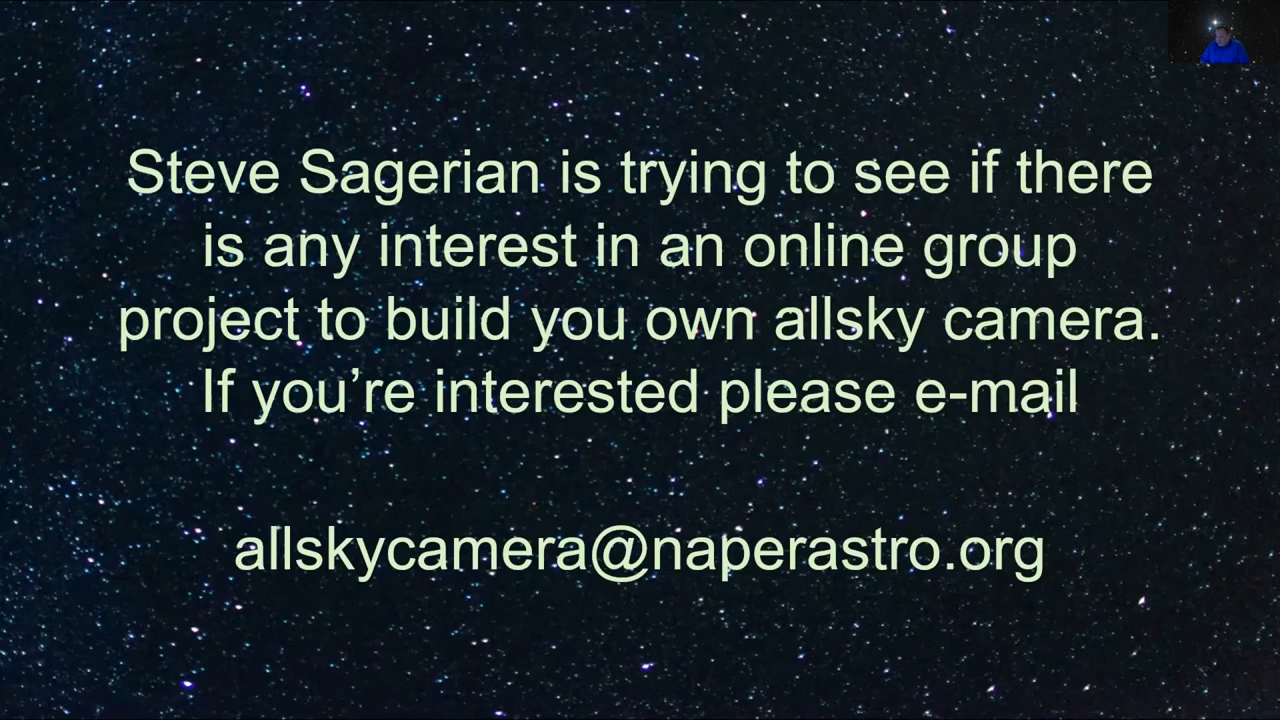 Steve Sagerian is trying to see if there
is any interest in an online group
project to build you own allsky camera.
If you’re interested please e-mail
allskycamera@naperastro.org